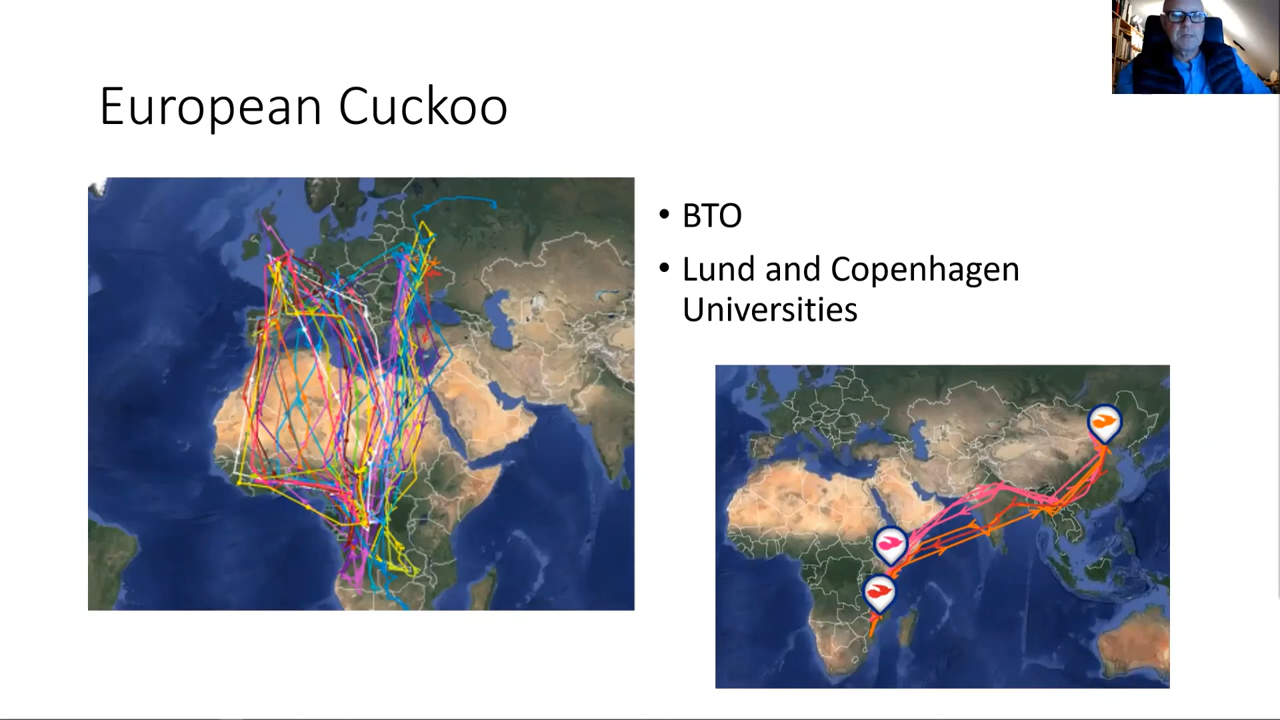 European Cuckoo
• BTO
• Lund and Copenhagen
Universities